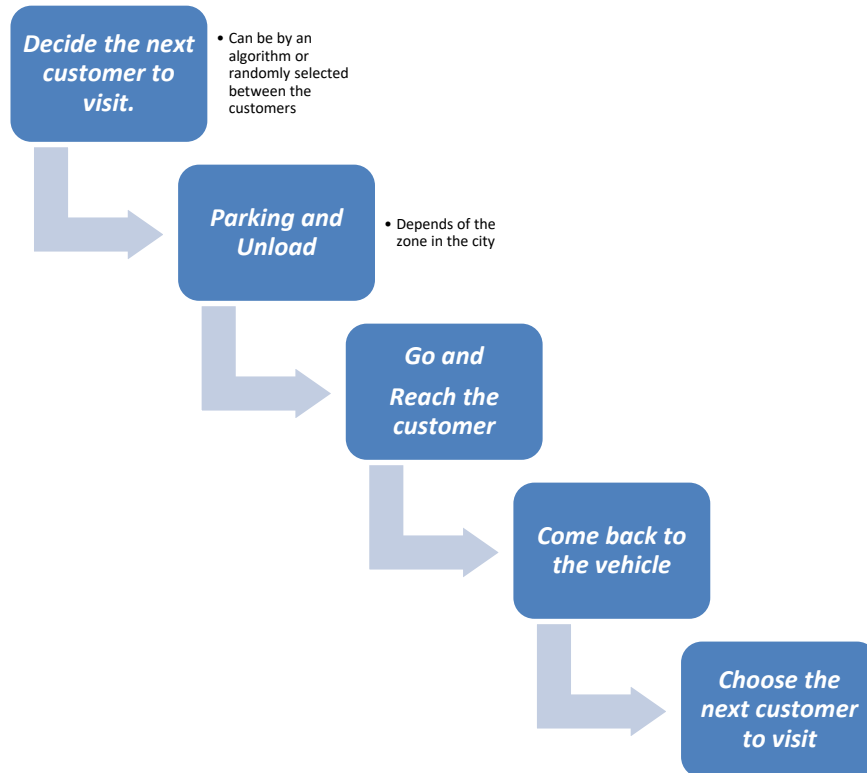 Decide the next
customer to
visit.
• Can be by an
algorithm or
randomly selected
between the
customers
Parking and
Unload
• Depends of the
zone in the city
Go and
Reach the
customer
Come back to
the vehicle
Choose the
next customer
to visit